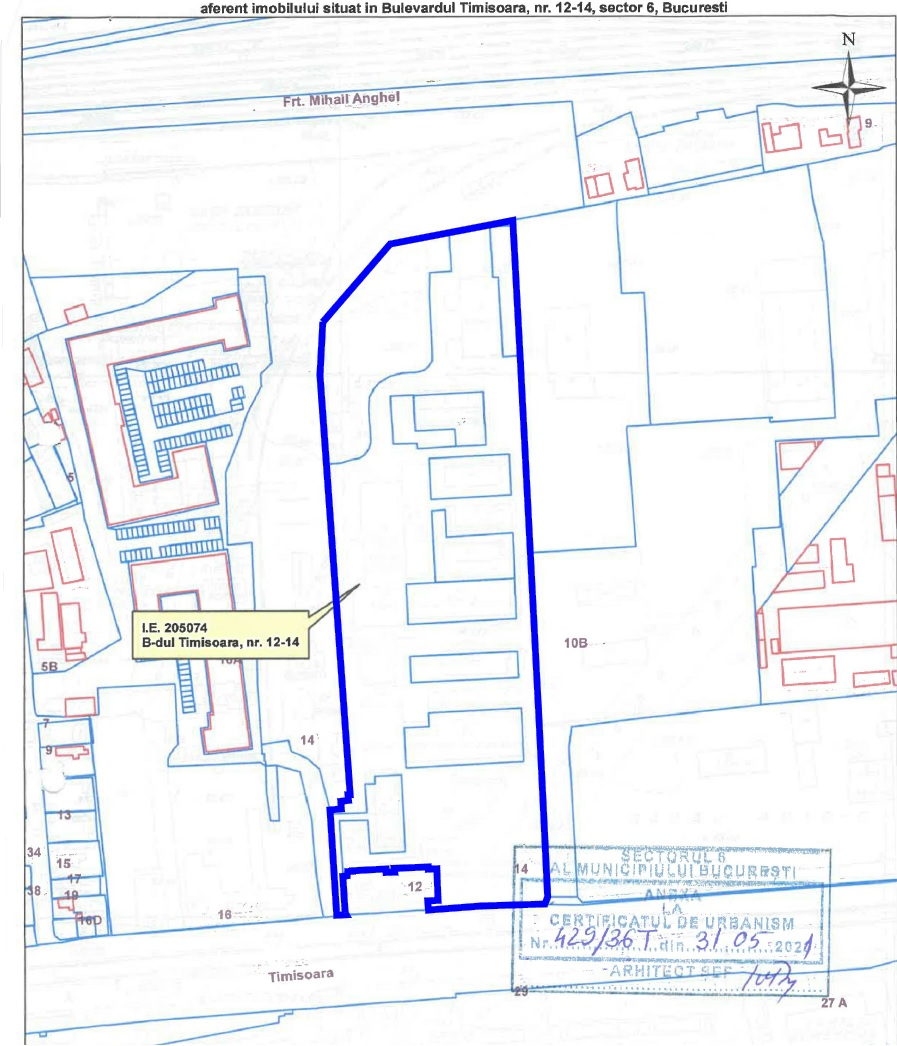 aferent imobilului situat in Bulevardul Timisoara, nr. 12-14, sector 6, Bucuresti
N
Frt. Mihail Anghel
9
5
I.E. 205074
B-dul Timisoara, nr. 12-14
16A
5B
10B
7
14
9
13
34
15
17
38
19
16D
16
12
14
SECTORUL 6
AL MUNICIPIULUI BUCURESTI
ANEXA
LA
CERTIFICATUL DE URBANISM
Nr. 429/36T din 31.05.2021
ARHITECT SEF
Timisoara
29
27 A